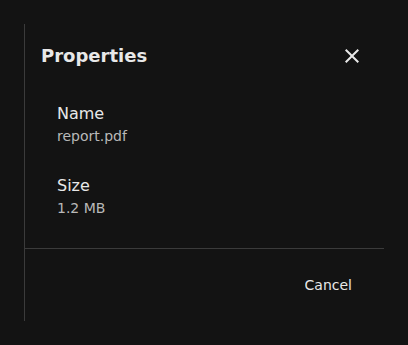 Properties
Name
report.pdf
Size
1.2 MB
Cancel